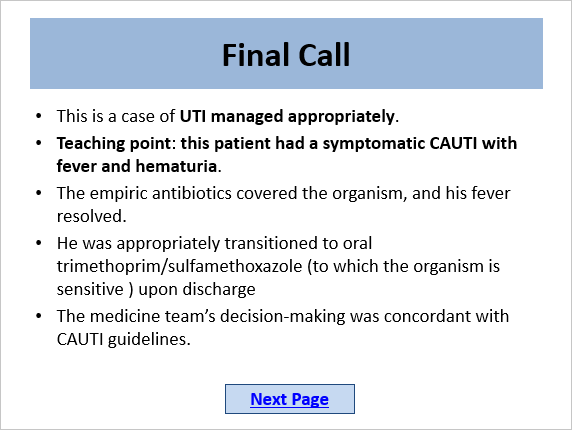 Final Call
• This is a case of UTI managed appropriately.
• Teaching point: this patient had a symptomatic CAUTI with
fever and hematuria.
• The empiric antibiotics covered the organism, and his fever
resolved.
• He was appropriately transitioned to oral
trimethoprim/sulfamethoxazole (to which the organism is
sensitive ) upon discharge
• The medicine team’s decision-making was concordant with
CAUTI guidelines.
Next Page